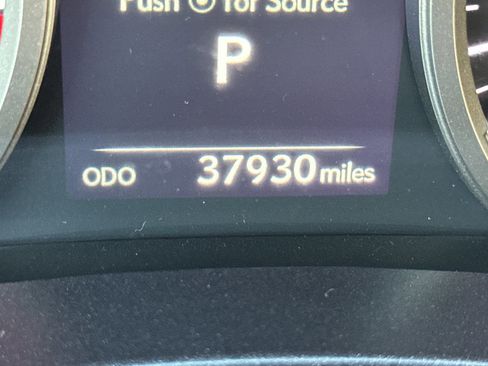 Push ⦿ for Source
P
ODO 37930 miles